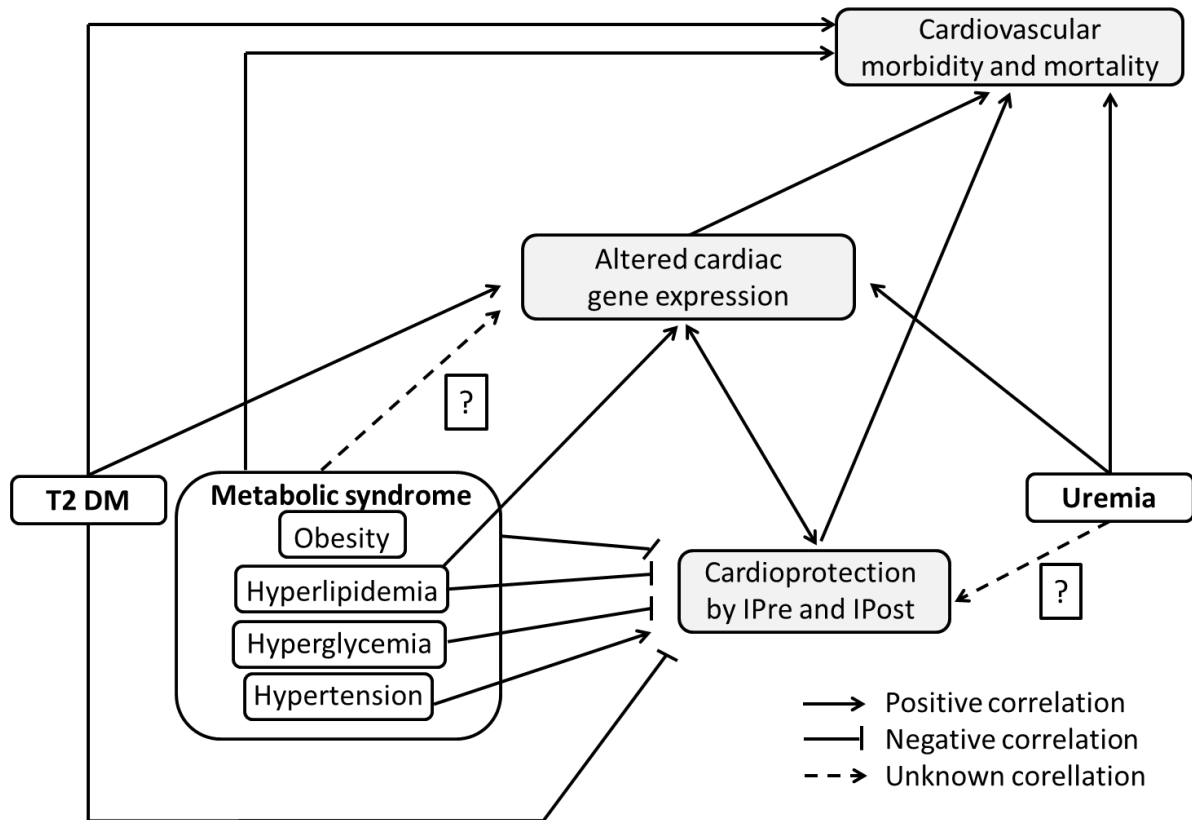 Cardiovascular
morbidity and mortality
Altered cardiac
gene expression
?
T2 DM
Metabolic syndrome
Obesity
Hyperlipidemia
Hyperglycemia
Hypertension
Uremia
Cardioprotection
by IPre and IPost
?
Positive correlation
Negative correlation
Unknown corellation